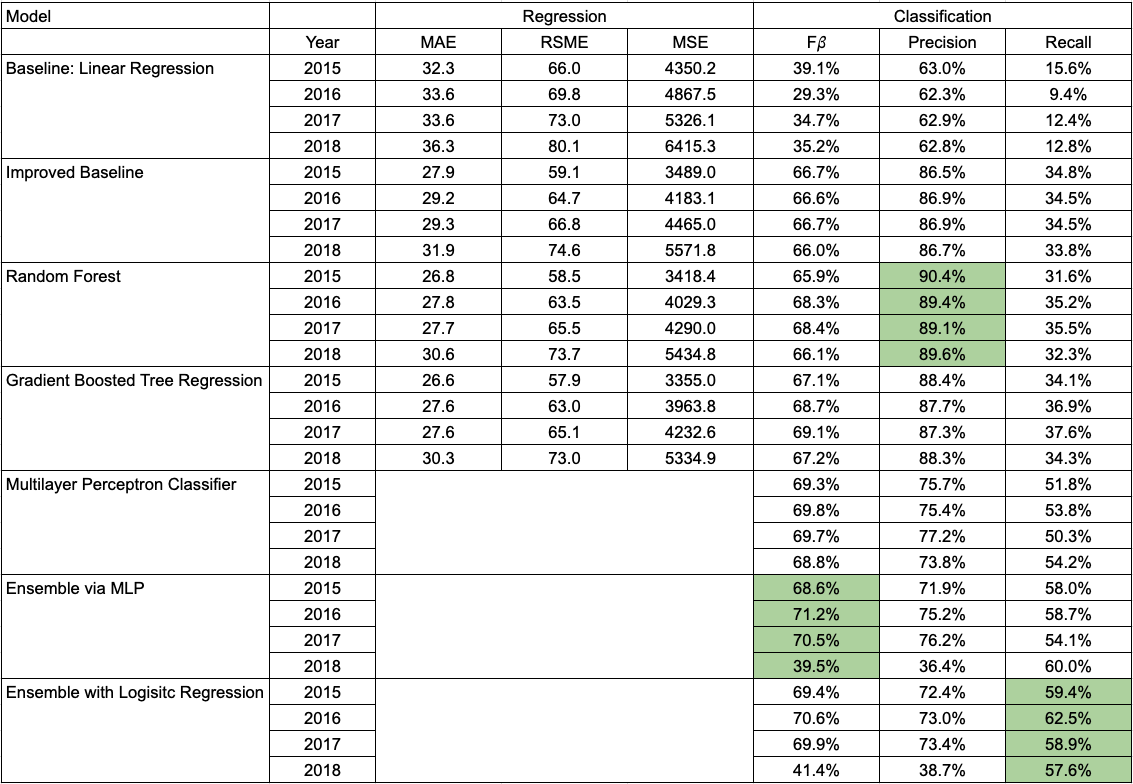 Model Regression Classification
Year MAE RSME MSE Fβ Precision Recall
Baseline: Linear Regression 2015 32.3 66.0 4350.2 39.1% 63.0% 15.6%
2016 33.6 69.8 4867.5 29.3% 62.3% 9.4%
2017 33.6 73.0 5326.1 34.7% 62.9% 12.4%
2018 36.3 80.1 6415.3 35.2% 62.8% 12.8%
Improved Baseline 2015 27.9 59.1 3489.0 66.7% 86.5% 34.8%
2016 29.2 64.7 4183.1 66.6% 86.9% 34.5%
2017 29.3 66.8 4465.0 66.7% 86.9% 34.5%
2018 31.9 74.6 5571.8 66.0% 86.7% 33.8%
Random Forest 2015 26.8 58.5 3418.4 65.9% 90.4% 31.6%
2016 27.8 63.5 4029.3 68.3% 89.4% 35.2%
2017 27.7 65.5 4290.0 68.4% 89.1% 35.5%
2018 30.6 73.7 5434.8 66.1% 89.6% 32.3%
Gradient Boosted Tree Regression 2015 26.6 57.9 3355.0 67.1% 88.4% 34.1%
2016 27.6 63.0 3963.8 68.7% 87.7% 36.9%
2017 27.6 65.1 4232.6 69.1% 87.3% 37.6%
2018 30.3 73.0 5334.9 67.2% 88.3% 34.3%
Multilayer Perceptron Classifier 2015 69.3% 75.7% 51.8%
2016 69.8% 75.4% 53.8%
2017 69.7% 77.2% 50.3%
2018 68.8% 73.8% 54.2%
Ensemble via MLP 2015 68.6% 71.9% 58.0%
2016 71.2% 75.2% 58.7%
2017 70.5% 76.2% 54.1%
2018 39.5% 36.4% 60.0%
Ensemble with Logisitc Regression 2015 69.4% 72.4% 59.4%
2016 70.6% 73.0% 62.5%
2017 69.9% 73.4% 58.9%
2018 41.4% 38.7% 57.6%